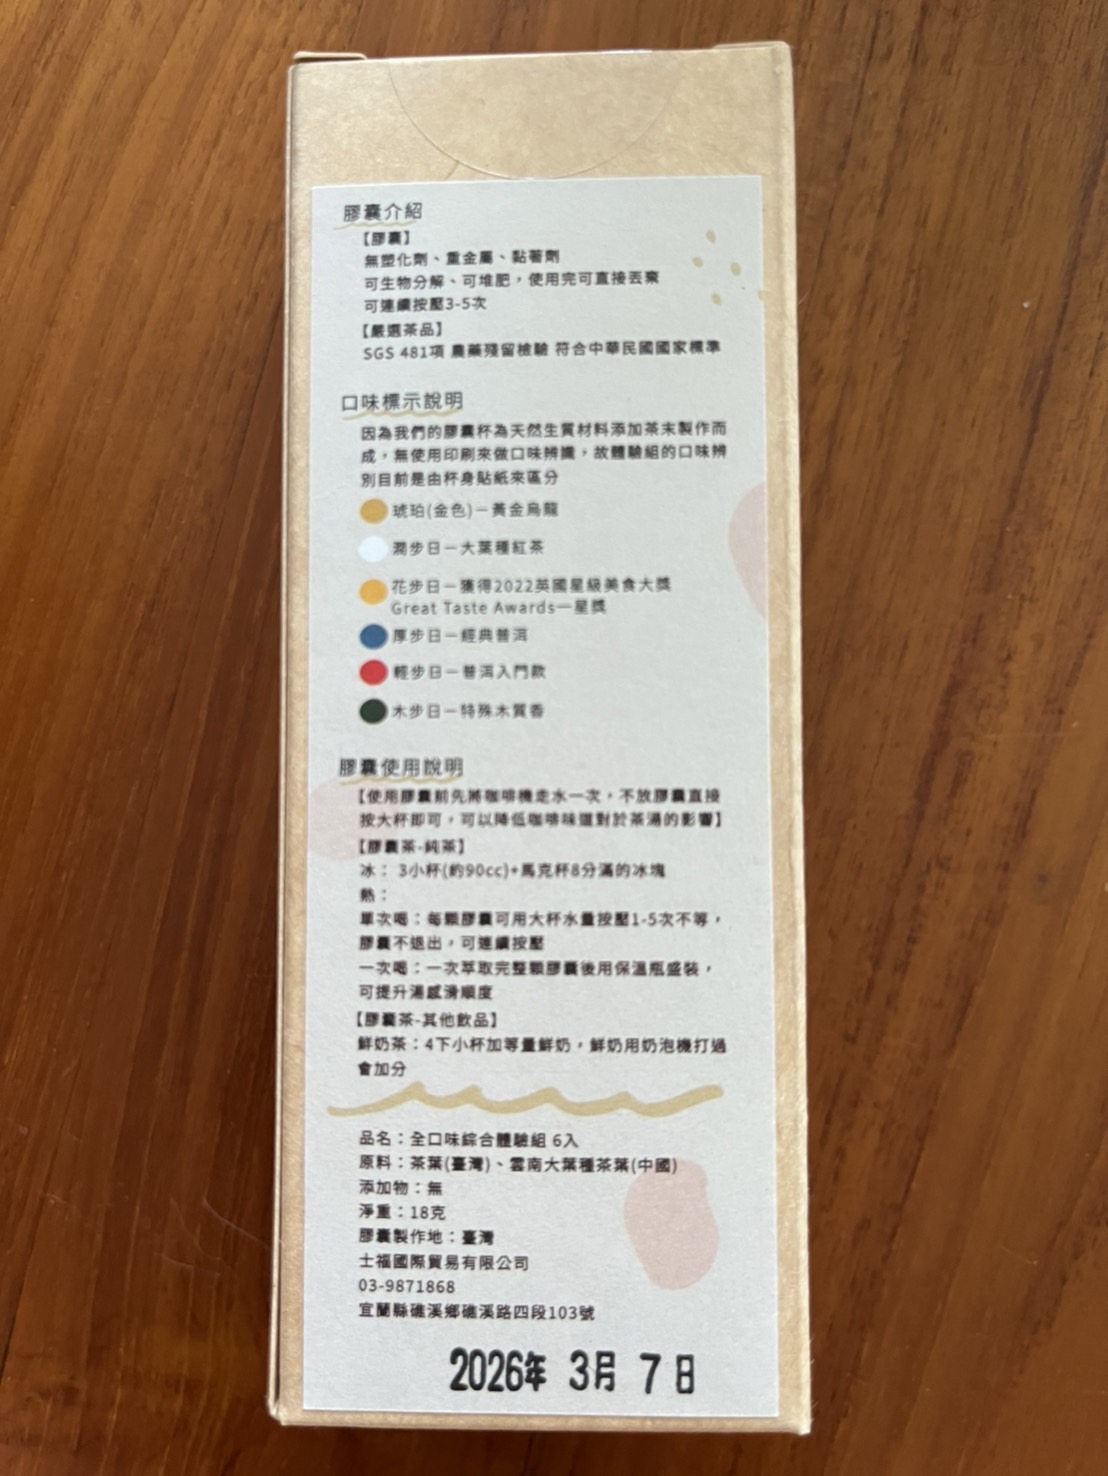 膠囊介紹
【膠囊】
無塑化劑、重金屬、黏著劑
可生物分解、可堆肥，使用完可直接丟棄
可連續按壓3-5次
【嚴選茶品】
SGS 481項 農藥殘留檢驗 符合中華民國國家標準
口味標示說明
因為我們的膠囊杯為天然生質材料添加茶末製作而
成，無使用印刷來做口味辨識，故體驗組的口味辨
別目前是由杯身貼紙來區分
琥珀(金色)－黃金烏龍
潤步日－大葉種紅茶
花步日－獲得2022英國星級美食大獎
Great Taste Awards一星獎
厚步日－經典普洱
輕步日－普洱入門款
木步日－特殊木質香
膠囊使用說明
【使用膠囊前先將咖啡機走水一次，不放膠囊直接
按大杯即可，可以降低咖啡味道對於茶湯的影響】
【膠囊茶-純茶】
冰： 3小杯(約90cc)+馬克杯8分滿的冰塊
熱：
單次喝：每顆膠囊可用大杯水量按壓1-5次不等，
膠囊不退出，可連續按壓
一次喝：一次萃取完整顆膠囊後用保溫瓶盛裝，
可提升湯感滑順度
【膠囊茶-其他飲品】
鮮奶茶：4下小杯加等量鮮奶，鮮奶用奶泡機打過
會加分
品名：全口味綜合體驗組 6入
原料：茶葉(臺灣)、雲南大葉種茶葉(中國)
添加物：無
淨重：18克
膠囊製作地：臺灣
士福國際貿易有限公司
03-9871868
宜蘭縣礁溪鄉礁溪路四段103號
2026年 3月 7日